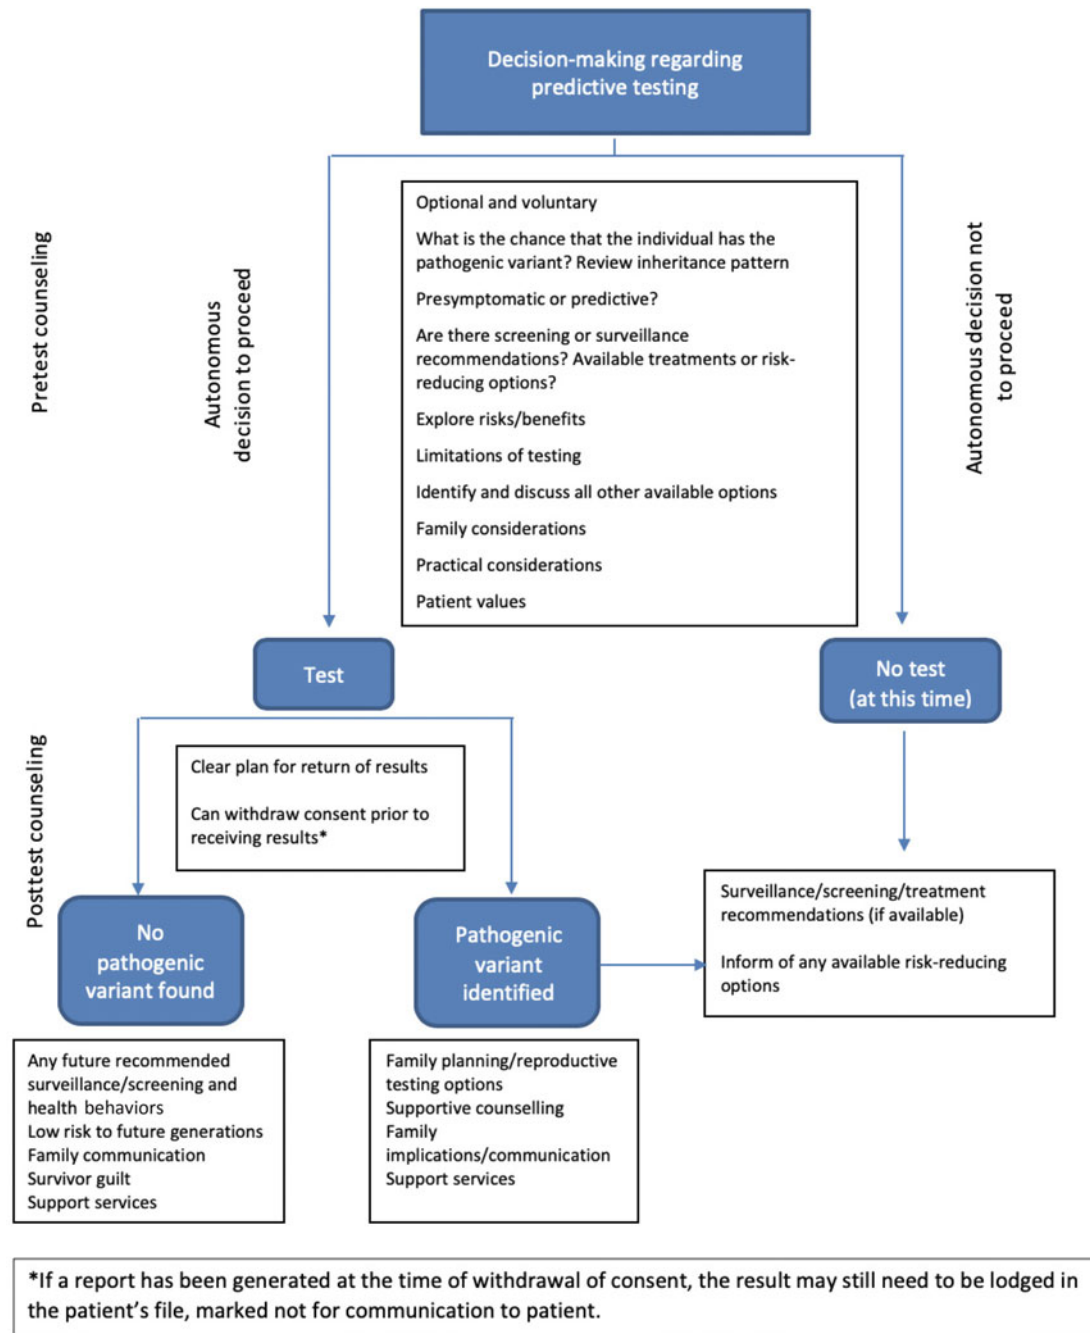 Decision-making regarding
predictive testing
Pretest counseling
Autonomous
decision to proceed
Optional and voluntary
What is the chance that the individual has the
pathogenic variant? Review inheritance pattern
Presymptomatic or predictive?
Are there screening or surveillance
recommendations? Available treatments or risk-
reducing options?
Explore risks/benefits
Limitations of testing
Identify and discuss all other available options
Family considerations
Practical considerations
Patient values
Autonomous decision not
to proceed
Test
No test
(at this time)
Posttest counseling
Clear plan for return of results
Can withdraw consent prior to
receiving results*
No
pathogenic
variant found
Pathogenic
variant
identified
Surveillance/screening/treatment
recommendations (if available)
Inform of any available risk-reducing
options
Any future recommended
surveillance/screening and
health behaviors
Low risk to future generations
Family communication
Survivor guilt
Support services
Family planning/reproductive
testing options
Supportive counselling
Family
implications/communication
Support services
*If a report has been generated at the time of withdrawal of consent, the result may still need to be lodged in
the patient's file, marked not for communication to patient.